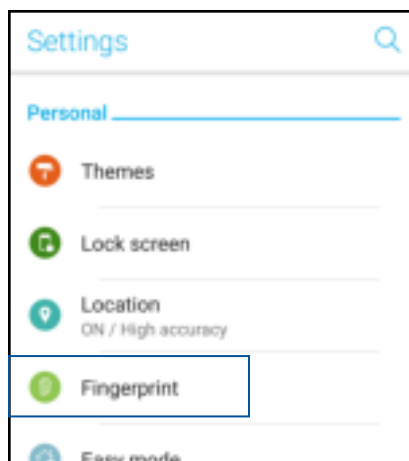 Settings
Personal
Themes
Lock screen
Location
ON / High accuracy
Fingerprint
Easy mode